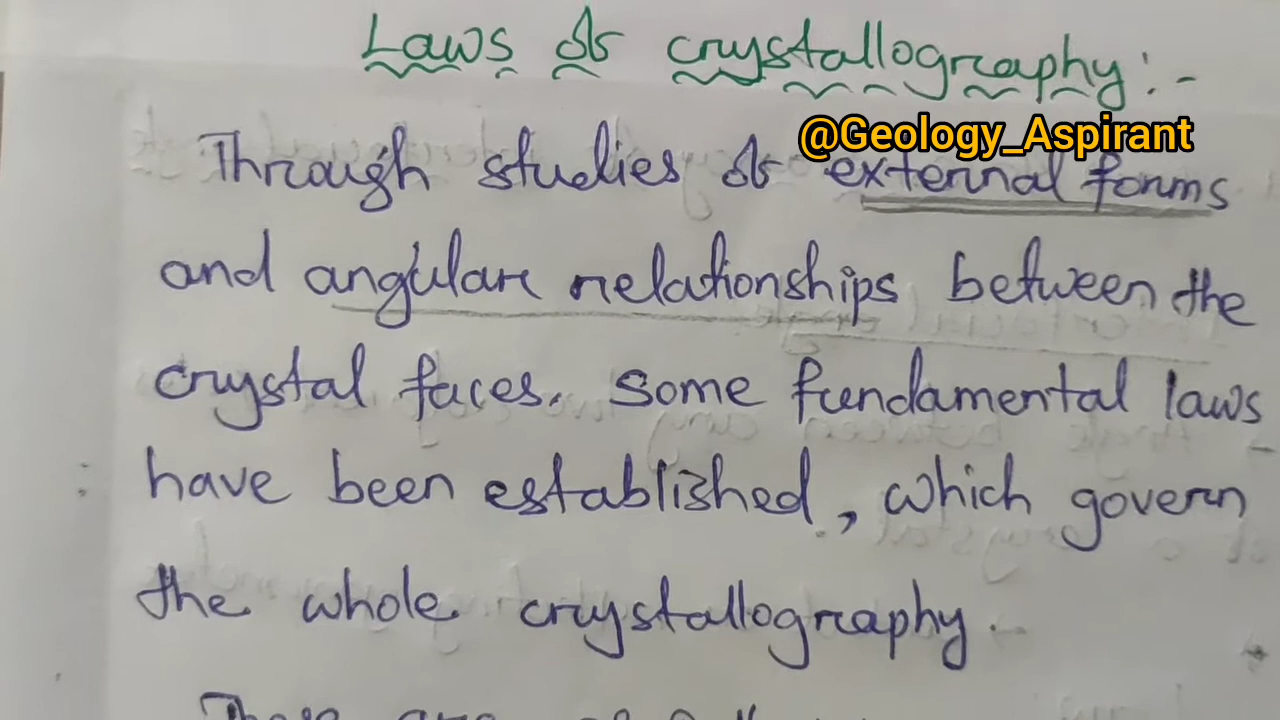 Laws of crystallography:-
@Geology_Aspirant
Through studies of external forms
and angular relationships between the
crystal faces. Some fundamental laws
have been established, which govern
the whole crystallography.